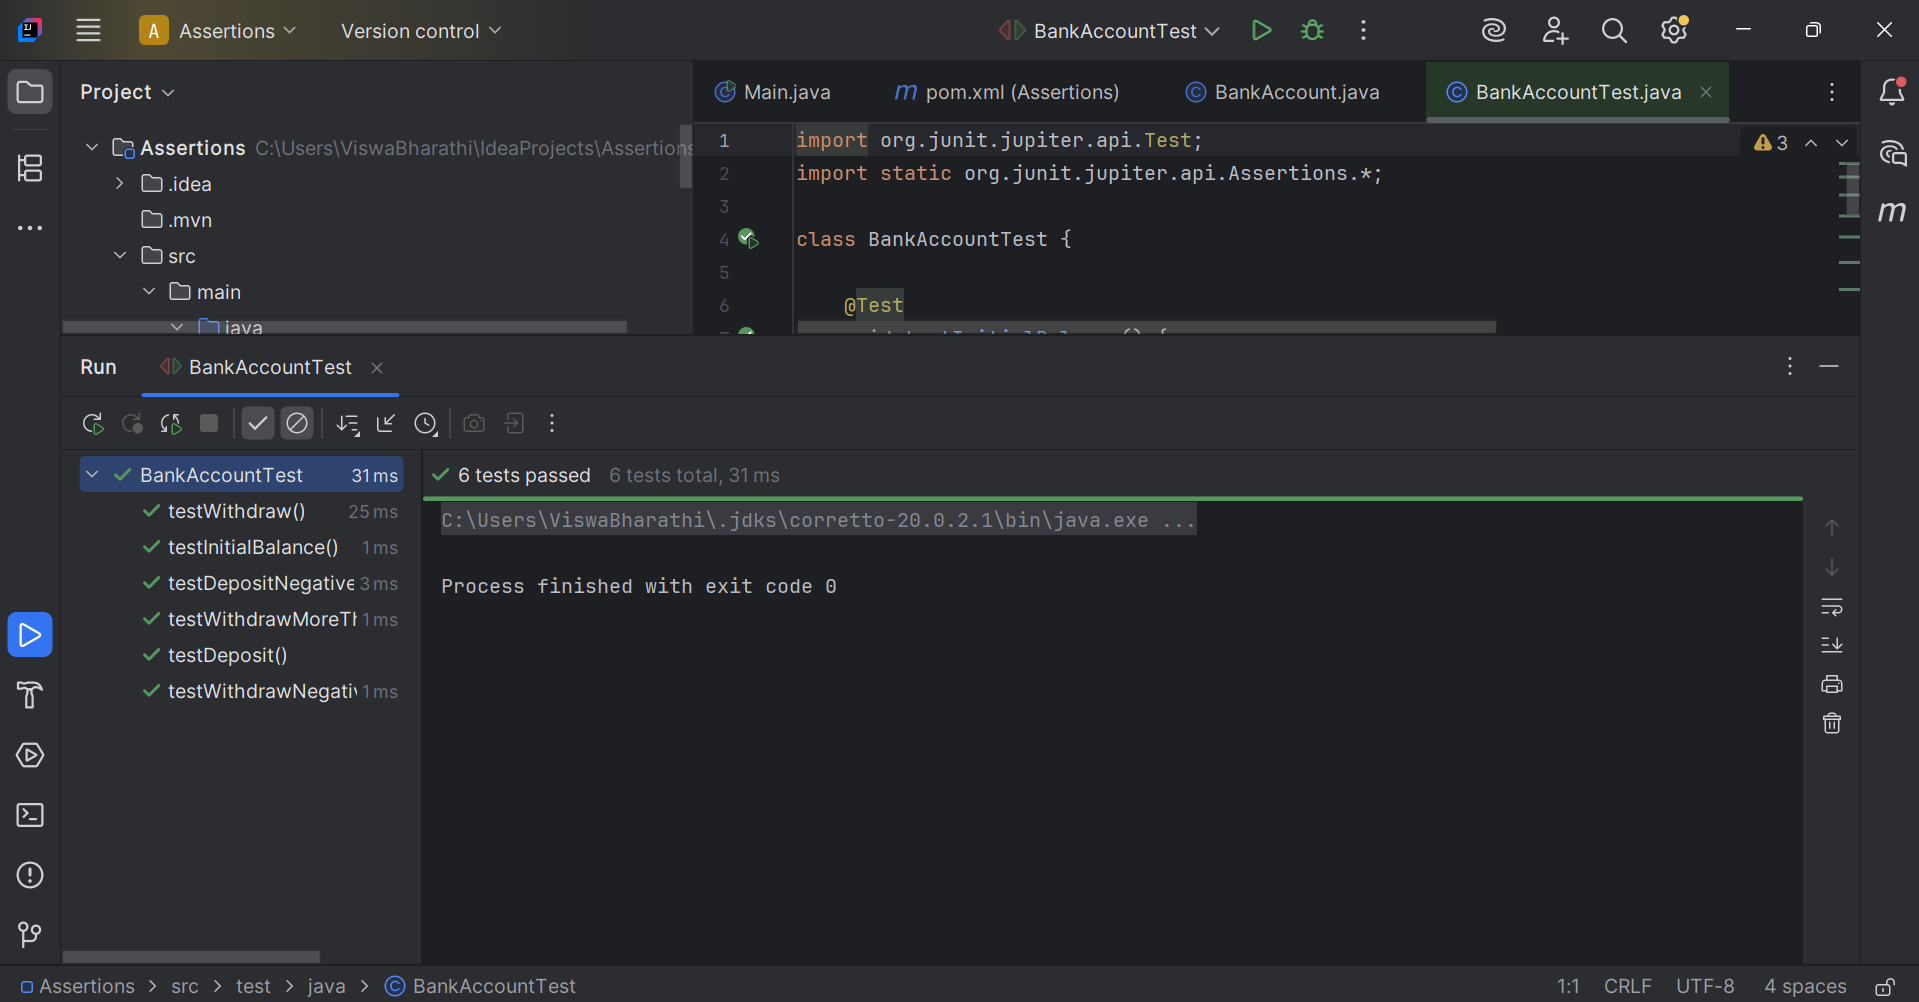 A Assertions
Version control
BankAccountTest
Project
Main.java
m pom.xml (Assertions)
BankAccount.java
BankAccountTest.java
Assertions C:\Users\ViswaBharathi\IdeaProjects\Assertions
.idea
.mvn
src
main
java
1 import org.junit.jupiter.api.Test;
2 import static org.junit.jupiter.api.Assertions.*;
3
4 class BankAccountTest {
5
6 @Test
3
Run
BankAccountTest
BankAccountTest 31 ms
testWithdraw() 25 ms
testInitialBalance() 1 ms
testDepositNegative 3 ms
testWithdrawMoreTh 1 ms
testDeposit()
testWithdrawNegativ 1 ms
6 tests passed 6 tests total, 31 ms
C:\Users\ViswaBharathi\.jdks\corretto-20.0.2.1\bin\java.exe ...
Process finished with exit code 0
Assertions > src > test > java > BankAccountTest
1:1 CRLF UTF-8 4 spaces